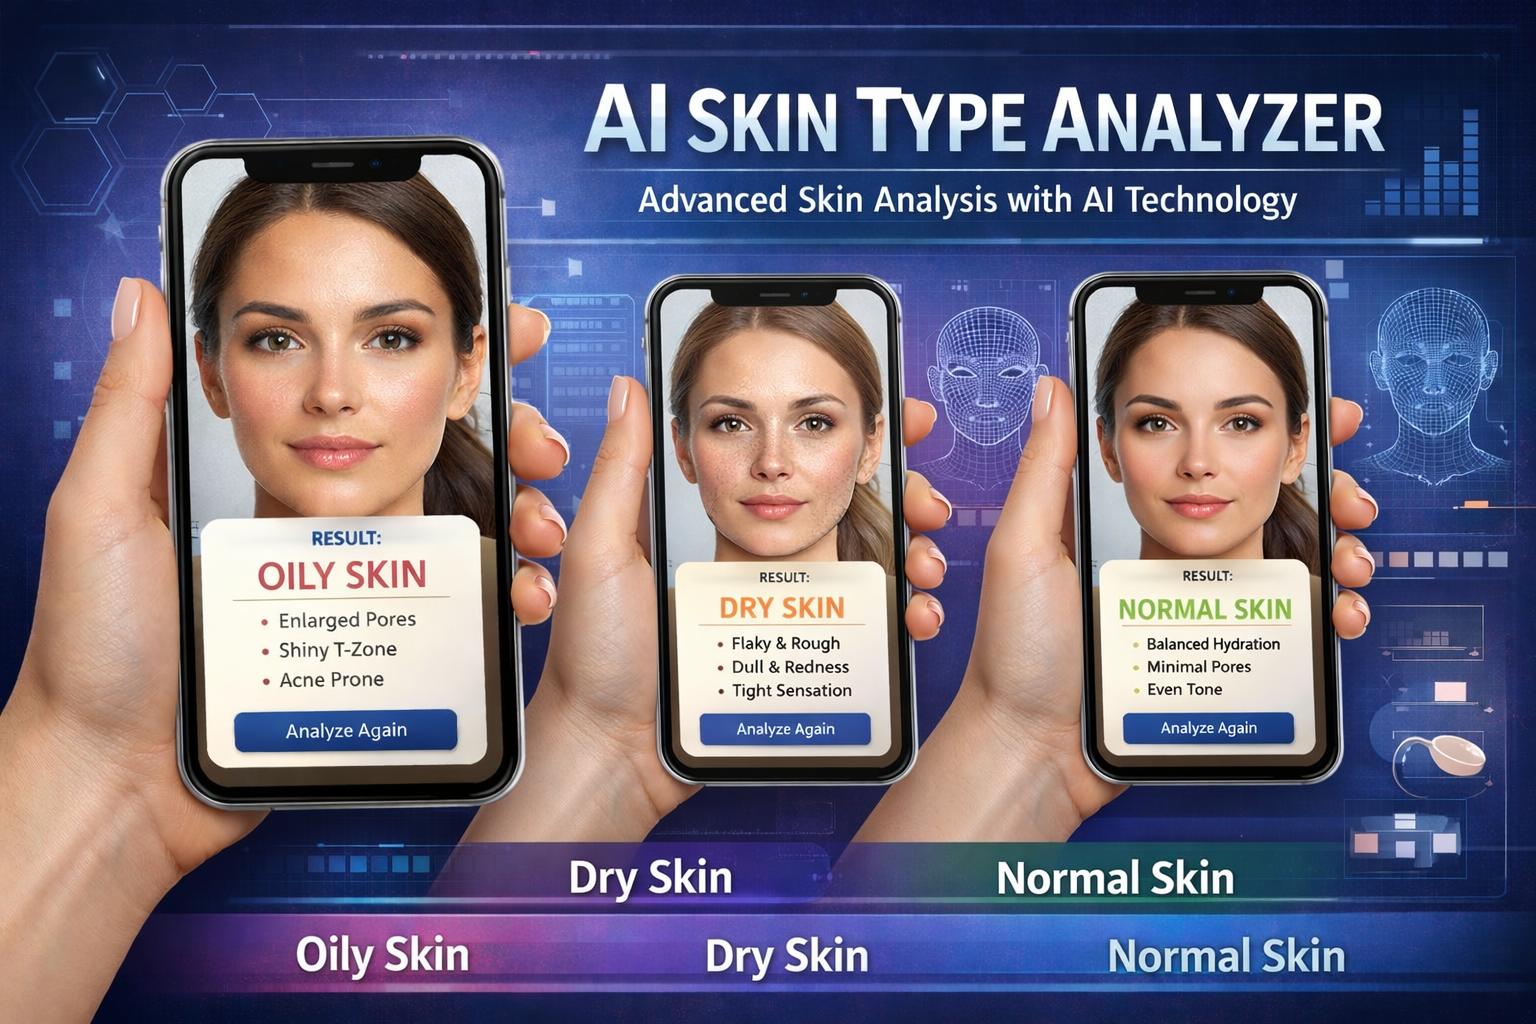 AI SKIN TYPE ANALYZER
Advanced Skin Analysis with AI Technology
RESULT:
OILY SKIN
• Enlarged Pores
• Shiny T-Zone
• Acne Prone
Analyze Again
RESULT:
DRY SKIN
• Flaky & Rough
• Dull & Redness
• Tight Sensation
Analyze Again
RESULT:
NORMAL SKIN
• Balanced Hydration
• Minimal Pores
• Even Tone
Analyze Again
Dry Skin
Normal Skin
Oily Skin
Dry Skin
Normal Skin